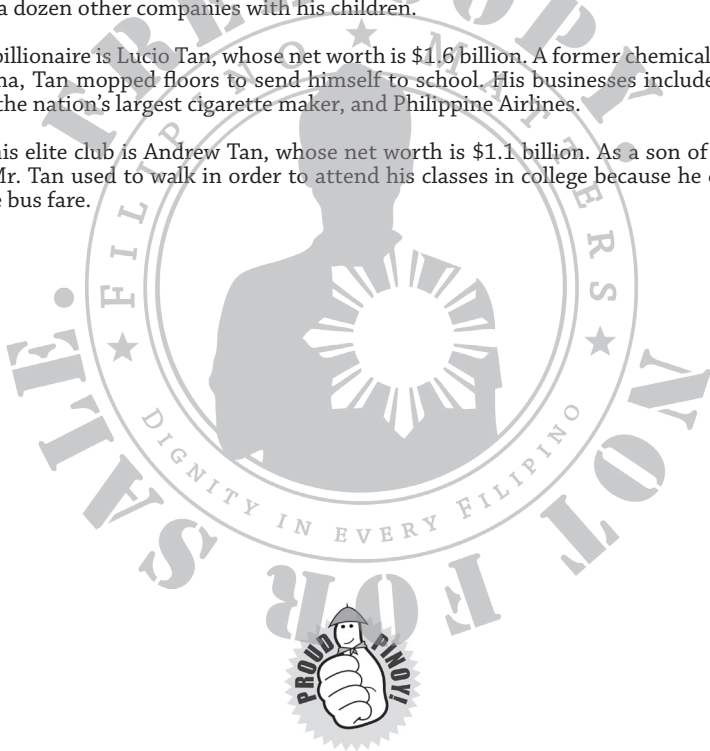 a dozen other companies with his children.
billionaire is Lucio Tan, whose net worth is $1.6 billion. A former chemical
na, Tan mopped floors to send himself to school. His businesses include
the nation’s largest cigarette maker, and Philippine Airlines.
his elite club is Andrew Tan, whose net worth is $1.1 billion. As a son of
Mr. Tan used to walk in order to attend his classes in college because he
e bus fare.
FREE COPY.
NOT FOR SALE.
FILIPINO MATTERS
DIGNITY IN EVERY FILIPINO
PROUD PINOY!